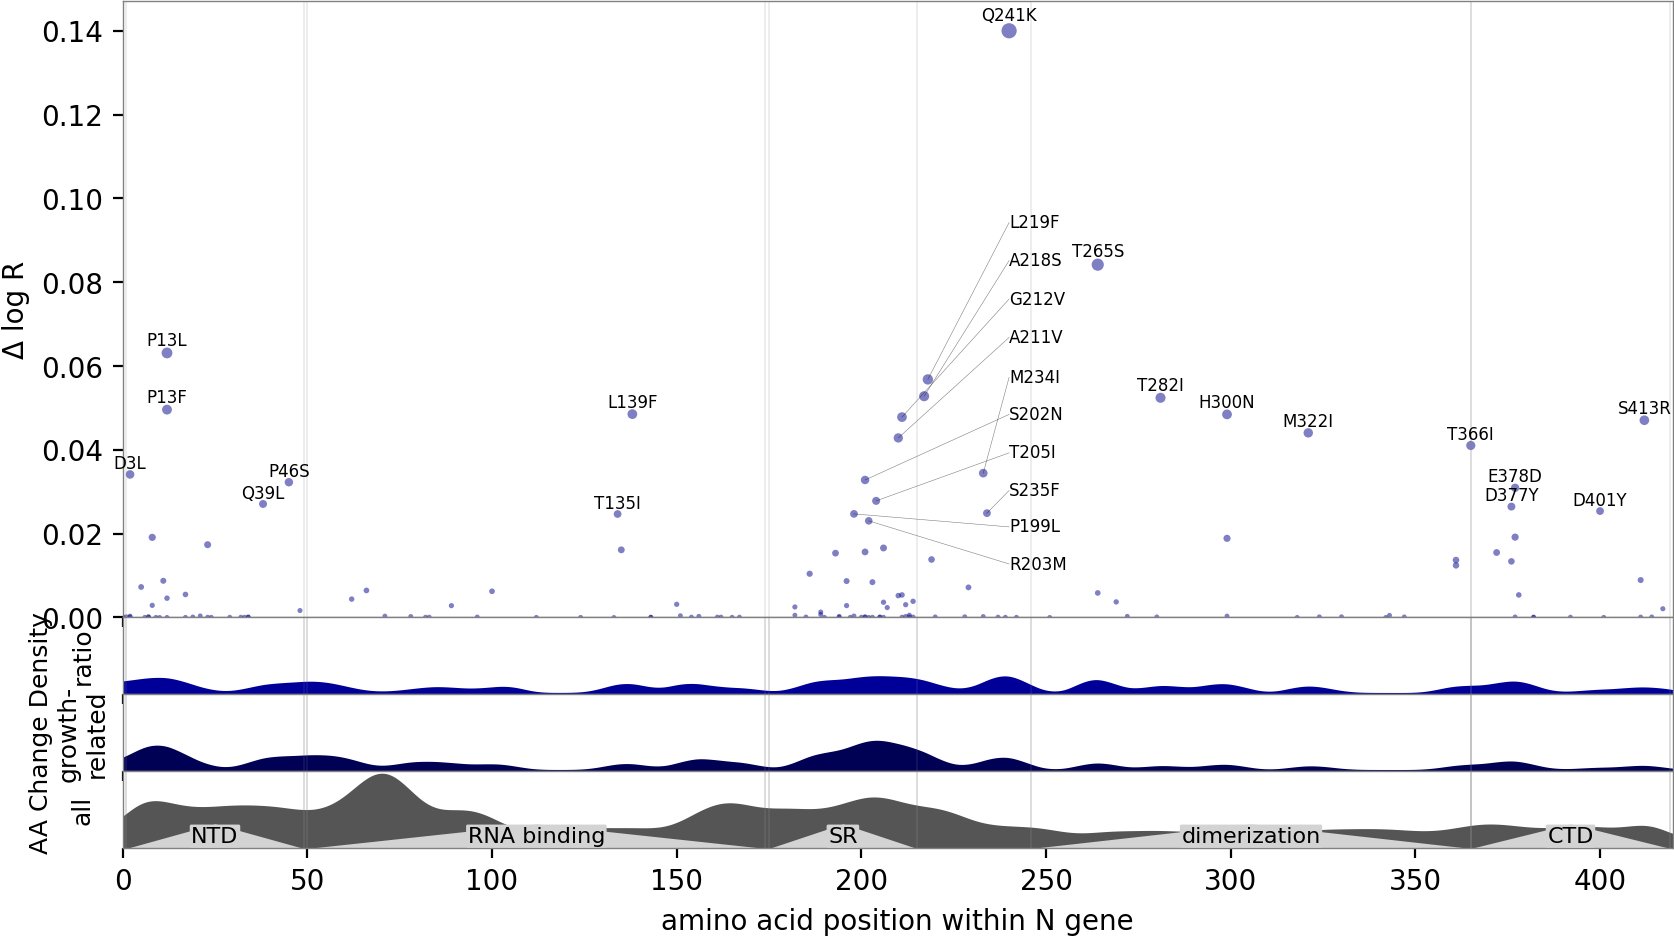 Q241K
0.14
0.12
0.10
L219F
A218S
T265S
0.08
G212V
A211V
P13L
0.06
M234I
T282I
P13F
L139F
H300N
S202N
S413R
M322I
T366I
0.04
T205I
D3L
P46S
E378D
Q39L
S235F
D377Y
T135I
D401Y
P199L
0.02
R203M
0.00
Δ log R
AA Change Density
ratio
growth-
related
all
NTD
RNA binding
SR
dimerization
CTD
0 50 100 150 200 250 300 350 400
amino acid position within N gene